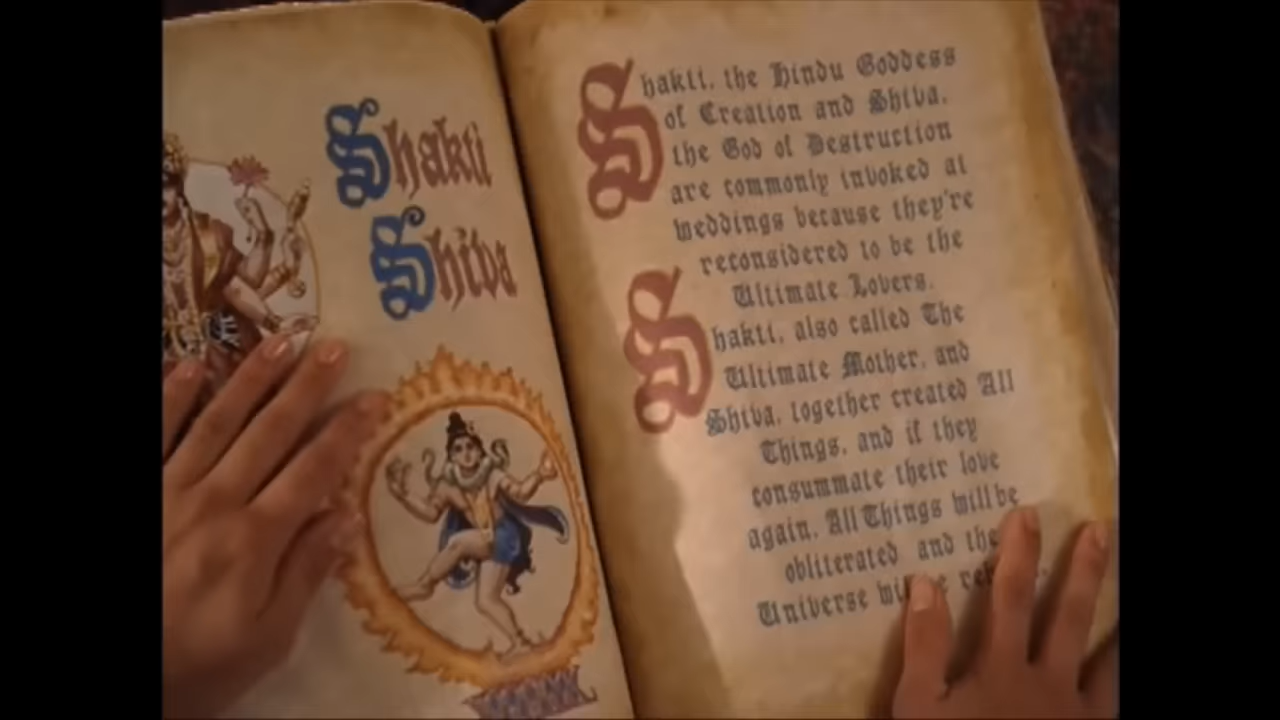 Shakti
Shiva
Shakti, the Hindu Goddess
of Creation and Shiva,
the God of Destruction
are commonly invoked at
weddings because they're
reconsidered to be the
Ultimate Lovers.
Shakti, also called The
Ultimate Mother, and
Shiva, together created All
Things, and if they
consummate their love
again, All Things will be
obliterated and the
Universe will be